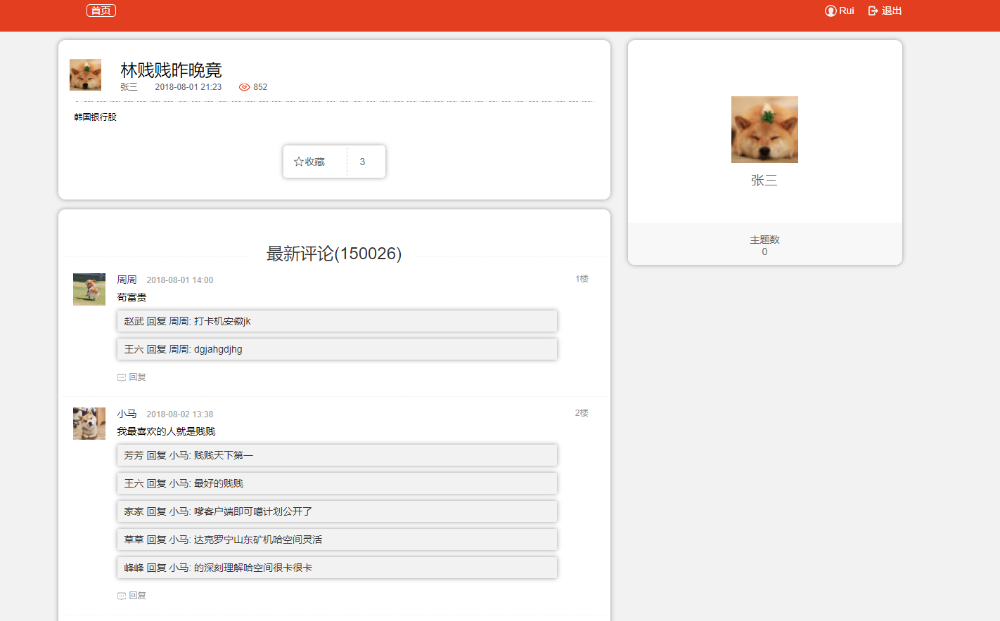 首页
Rui 退出
林贱贱昨晚竟
张三 2018-08-01 21:23 852
韩国银行股
收藏 3
张三
主题数
0
最新评论(150026)
周周 2018-08-01 14:00 1楼
苟富贵
赵武 回复 周周: 打卡机安徽jk
王六 回复 周周: dgjahgdjhg
回复
小马 2018-08-02 13:38 2楼
我最喜欢的人就是贱贱
芳芳 回复 小马: 贱贱天下第一
王六 回复 小马: 最好的贱贱
家家 回复 小马: 嗲客户端即可噶计划公开了
草草 回复 小马: 达克罗宁山东矿机哈空间灵活
峰峰 回复 小马: 的深刻理解哈空间很卡很卡
回复